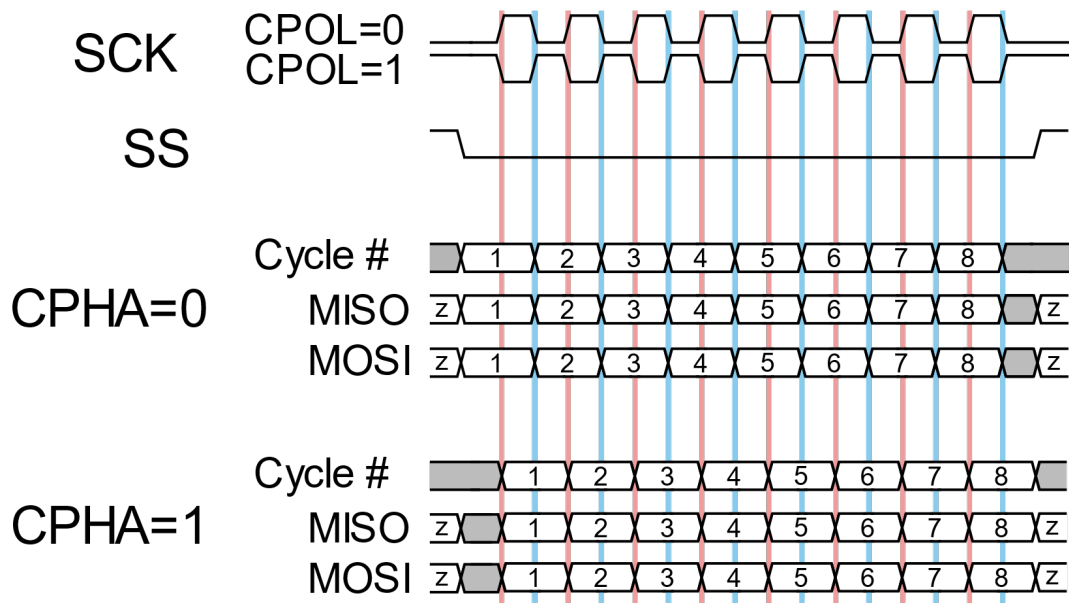 SCK CPOL=0
CPOL=1
SS
Cycle # 1 2 3 4 5 6 7 8
CPHA=0 MISO z 1 2 3 4 5 6 7 8 z
MOSI z 1 2 3 4 5 6 7 8 z
Cycle # 1 2 3 4 5 6 7 8
CPHA=1 MISO z 1 2 3 4 5 6 7 8 z
MOSI z 1 2 3 4 5 6 7 8 z